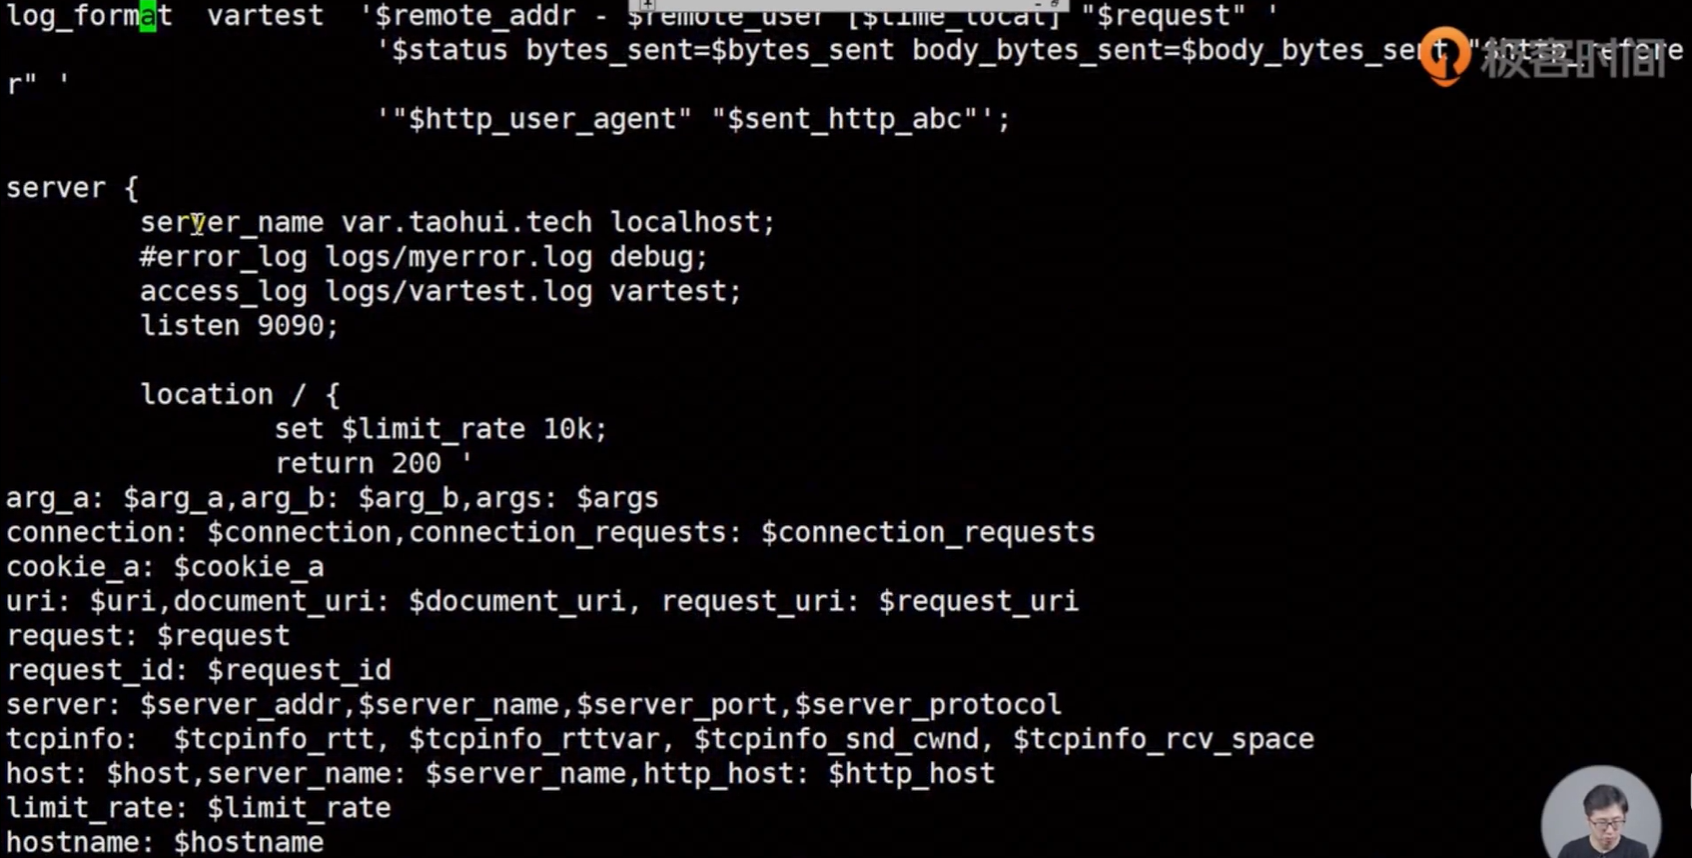 log_format  vartest  '$remote_addr - $remote_user [$time_local] "$request" '
'$status bytes_sent=$bytes_sent body_bytes_sent=$body_bytes_sent "$http_refere
r" '
'"$http_user_agent" "$sent_http_abc"';
极客时间
server {
server_name var.taohui.tech localhost;
#error_log logs/myerror.log debug;
access_log logs/vartest.log vartest;
listen 9090;
location / {
set $limit_rate 10k;
return 200 '
arg_a: $arg_a,arg_b: $arg_b,args: $args
connection: $connection,connection_requests: $connection_requests
cookie_a: $cookie_a
uri: $uri,document_uri: $document_uri, request_uri: $request_uri
request: $request
request_id: $request_id
server: $server_addr,$server_name,$server_port,$server_protocol
tcpinfo:  $tcpinfo_rtt, $tcpinfo_rttvar, $tcpinfo_snd_cwnd, $tcpinfo_rcv_space
host: $host,server_name: $server_name,http_host: $http_host
limit_rate: $limit_rate
hostname: $hostname